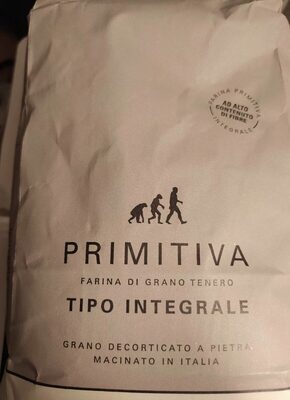 FARINA PRIMITIVA
AD ALTO
CONTENUTO
DI FIBRE
INTEGRALE
PRIMITIVA
FARINA DI GRANO TENERO
TIPO INTEGRALE
GRANO DECORTICATO A PIETRA
MACINATO IN ITALIA